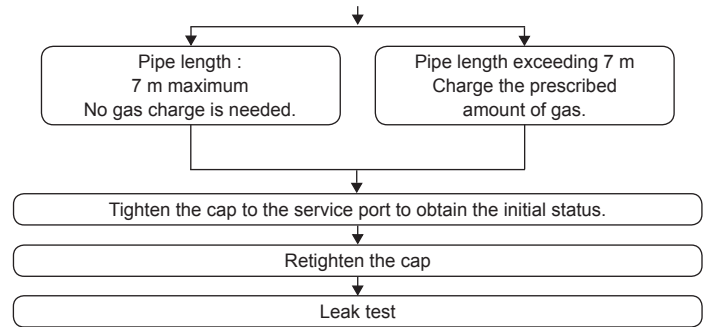 Pipe length :
7 m maximum
No gas charge is needed.
Pipe length exceeding 7 m
Charge the prescribed
amount of gas.
Tighten the cap to the service port to obtain the initial status.
Retighten the cap
Leak test